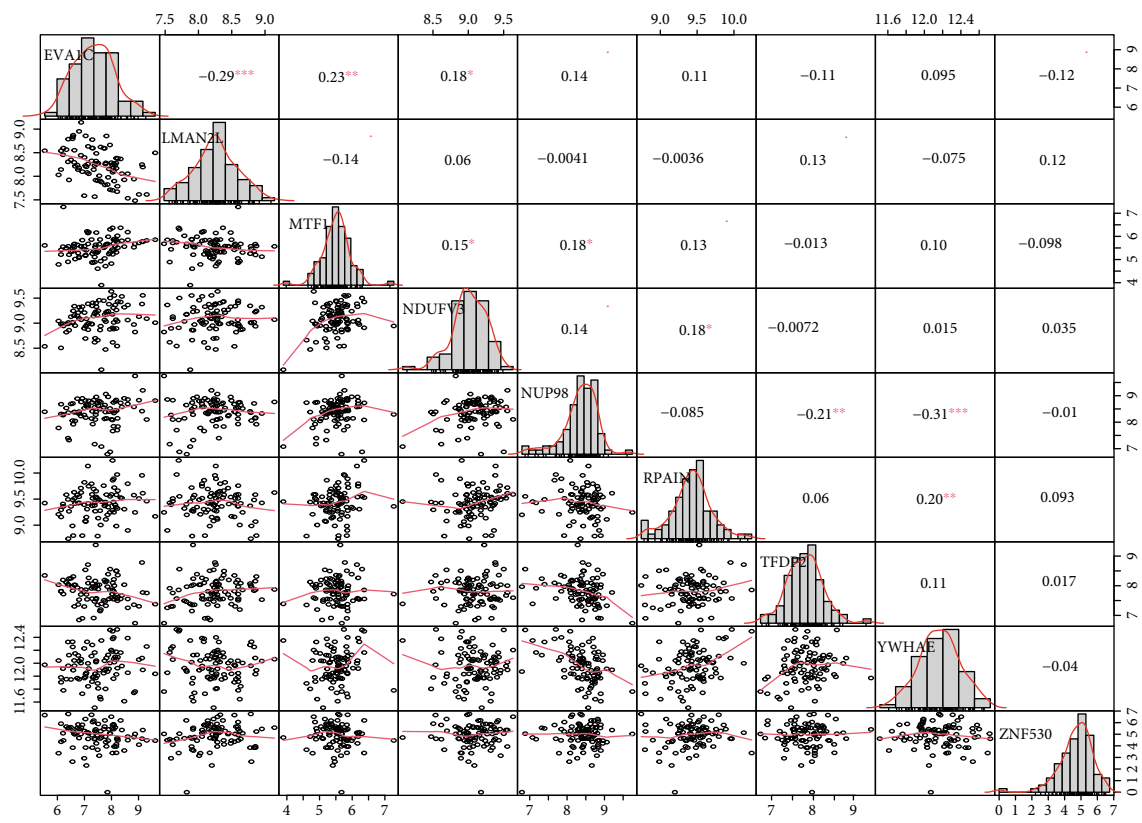 7.5 8.0 8.5 9.0 8.5 9.0 9.5 9.0 9.5 10.0 11.6 12.0 12.4
EVA1C −0.29*** 0.23** 0.18* 0.14 0.11 −0.11 0.095 −0.12 6 7 8 9
7.5 8.0 8.5 9.0 LMAN2L −0.14 0.06 −0.0041 −0.0036 0.13 −0.075 0.12
MTF1 0.15* 0.18* 0.13 −0.013 0.10 −0.098 4 5 6 7
8.5 9.0 9.5 NDUFV3 0.14 0.18* −0.0072 0.015 0.035
NUP98 −0.085 −0.21** −0.31*** −0.01 7 8 9
9.0 9.5 10.0 RPAIN 0.06 0.20** 0.093
TFDP2 0.11 0.017 7 8 9
11.6 12.0 12.4 YWHAE −0.04
ZNF530 0 1 2 3 4 5 6 7
6 7 8 9 4 5 6 7 7 8 9 7 8 9 0 1 2 3 4 5 6 7